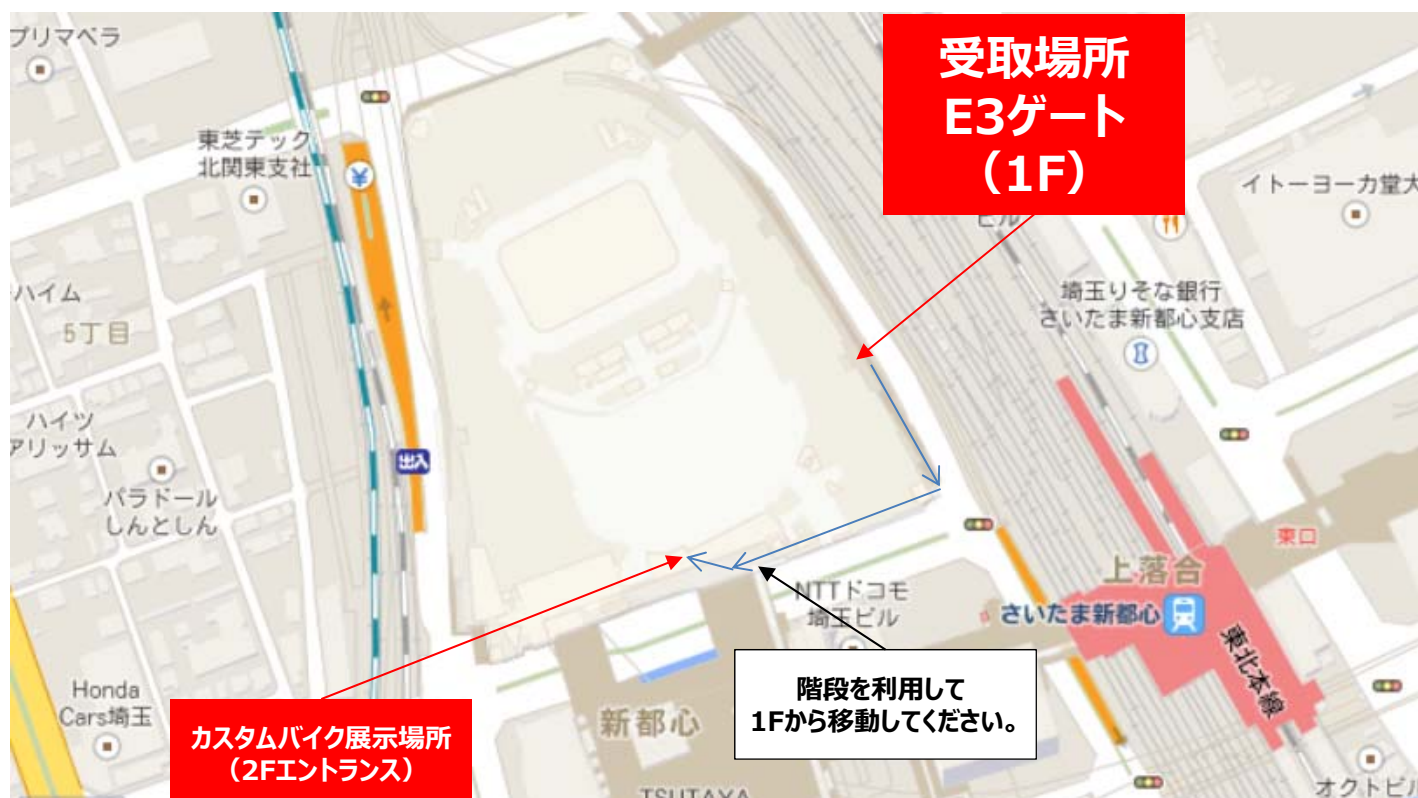 プリマベラ
受取場所
E3ゲート
（1F）
東芝テック
北関東支社
¥
イトーヨーカ堂大
ビル
ハイム
5丁目
埼玉りそな銀行
さいたま新都心支店
ハイツ
アリッサム
出入
パラドール
しんとしん
東口
上落合
NTTドコモ
埼玉ビル
さいたま新都心
東北本線
階段を利用して
1Fから移動してください。
Honda
Cars埼玉
新都心
カスタムバイク展示場所
（2Fエントランス）
オクトビル
TSUTAYA